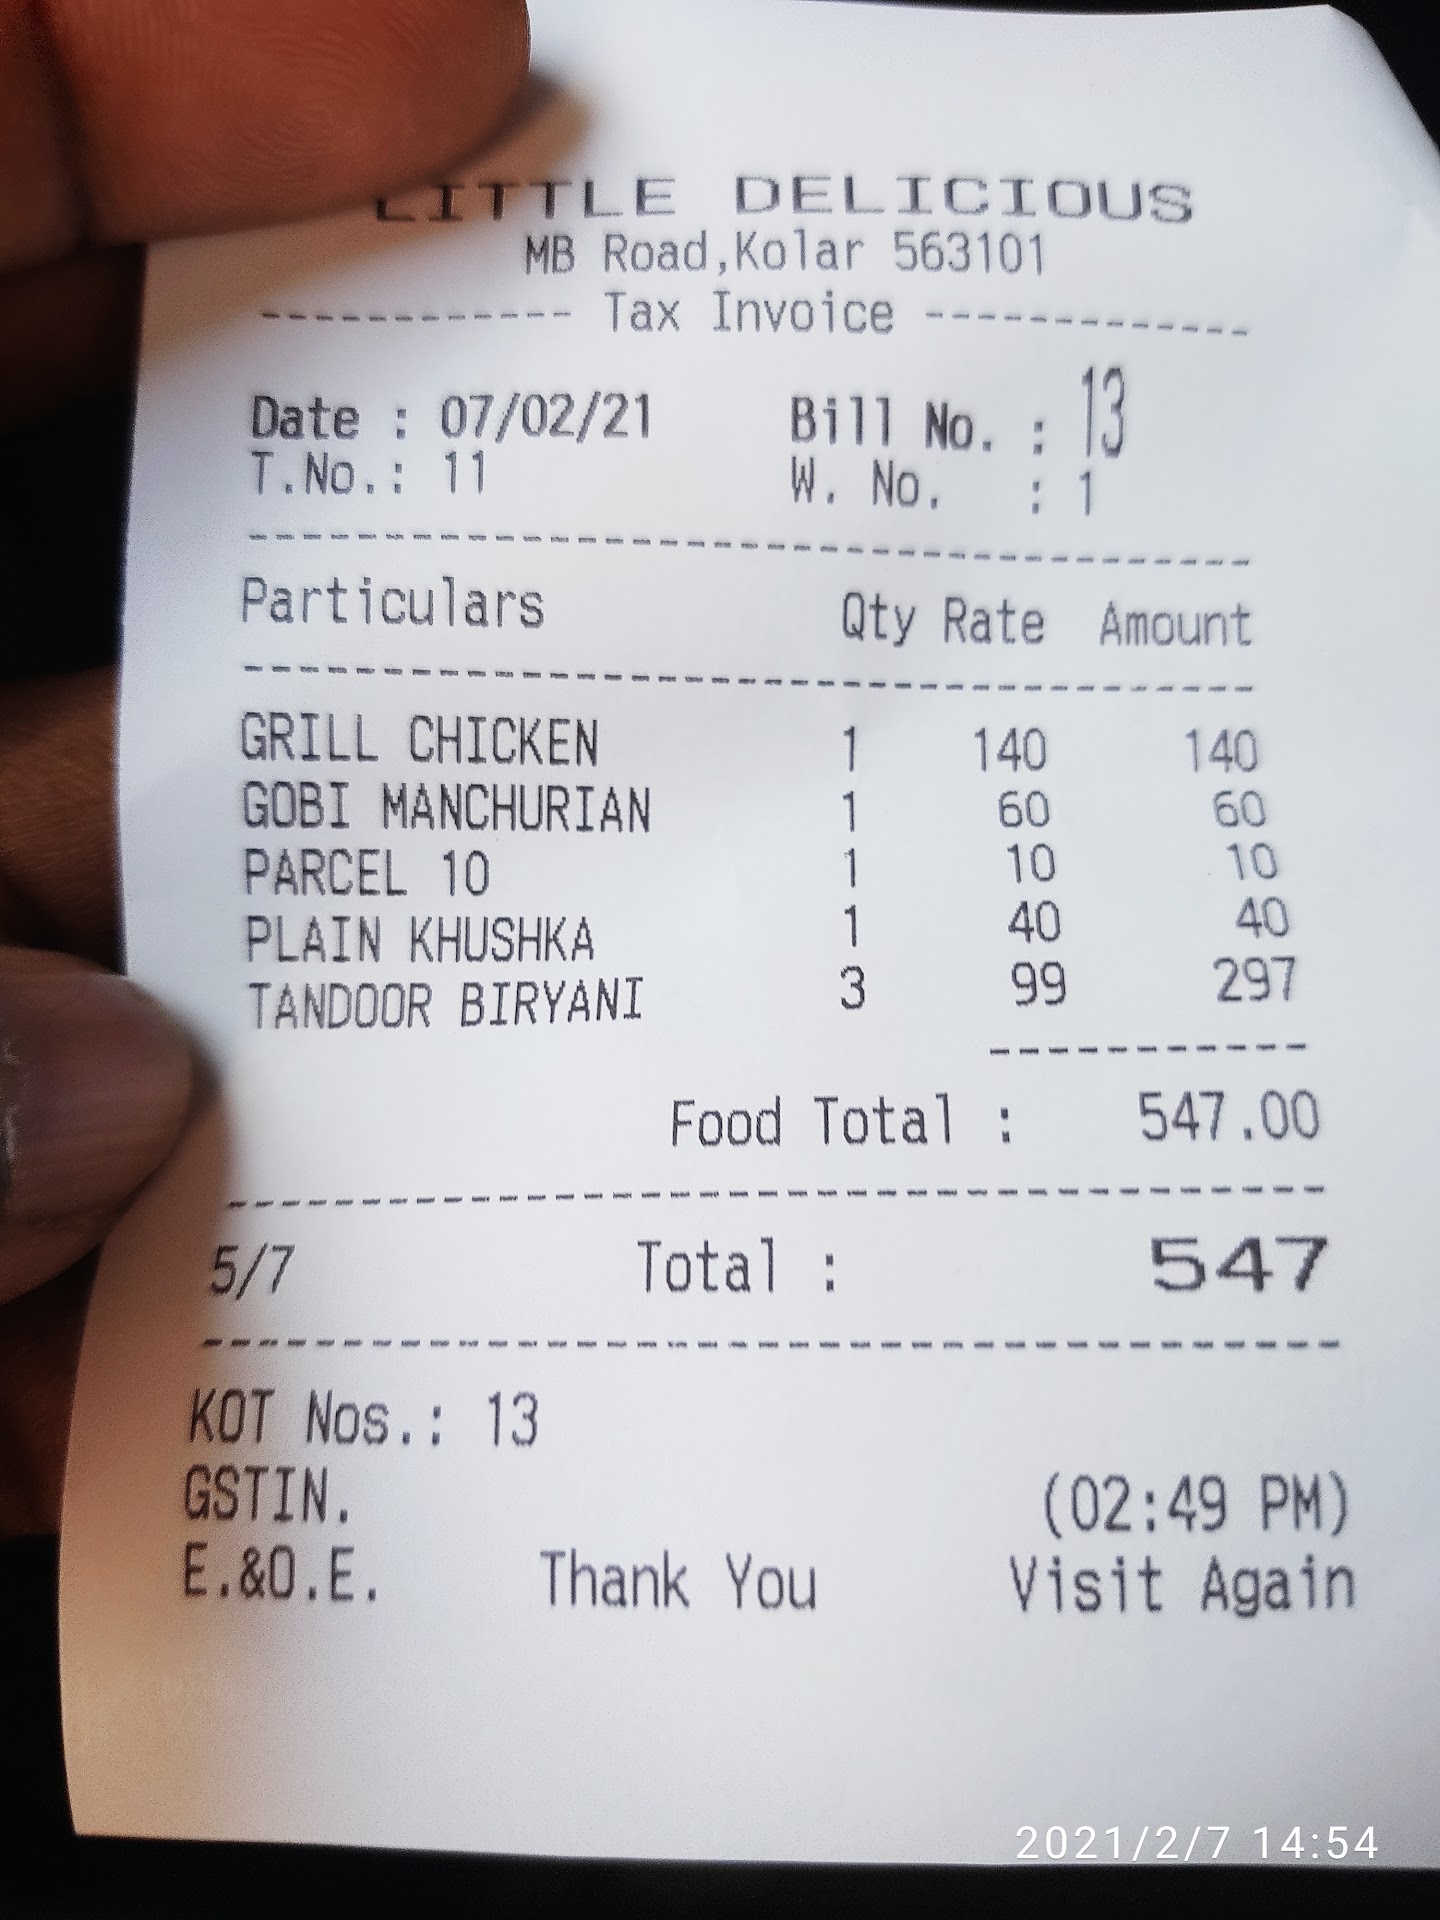 LITTLE DELICIOUS
MB Road,Kolar 563101
------------ Tax Invoice -------------
Date : 07/02/21 Bill No. : 13
T.No.: 11 W. No. : 1
Particulars Qty Rate Amount
GRILL CHICKEN 1 140 140
GOBI MANCHURIAN 1 60 60
PARCEL 10 1 10 10
PLAIN KHUSHKA 1 40 40
TANDOOR BIRYANI 3 99 297
Food Total : 547.00
5/7 Total : 547
KOT Nos.: 13
GSTIN. (02:49 PM)
E.&O.E. Thank You Visit Again
2021/2/7 14:54